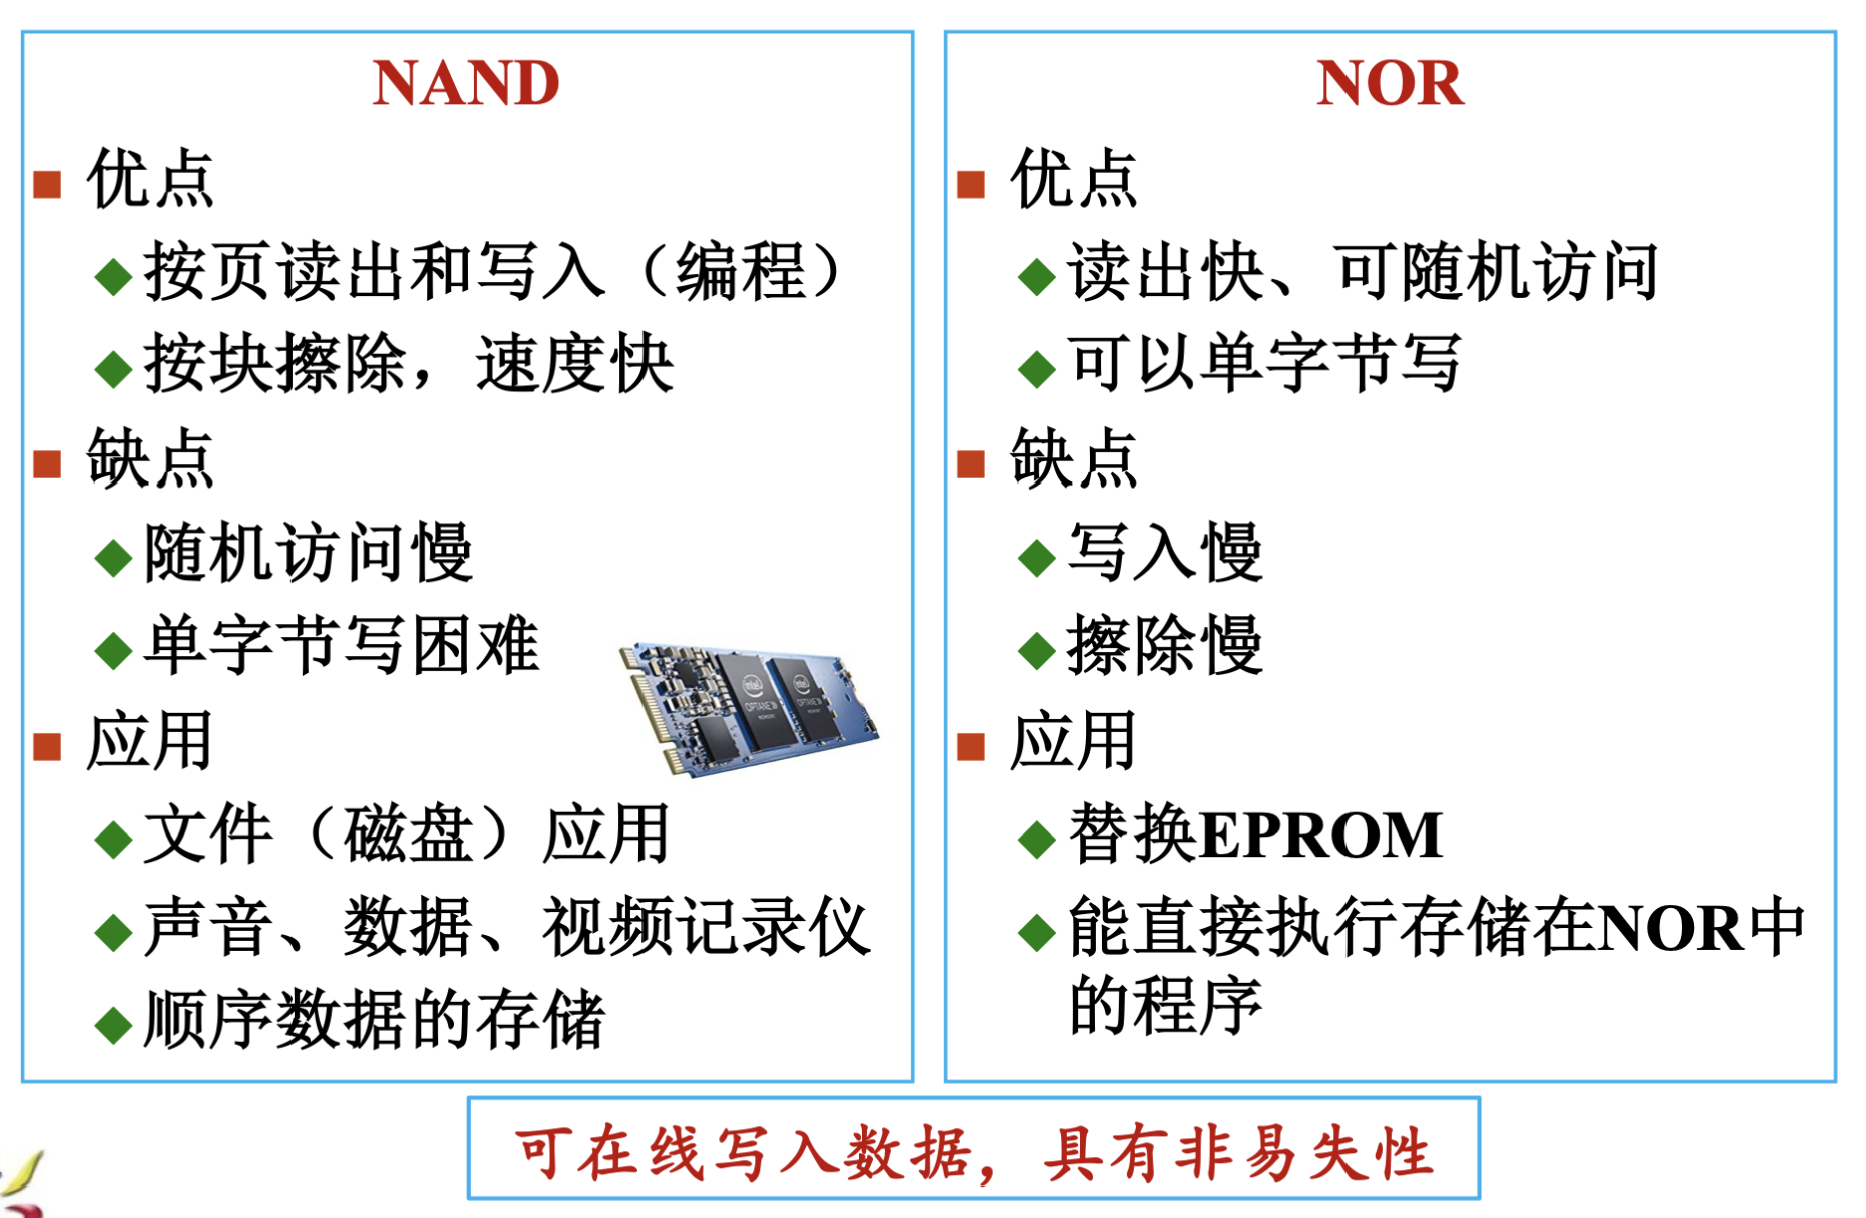 NAND
优点
按页读出和写入（编程）
按块擦除，速度快
缺点
随机访问慢
单字节写困难
应用
文件（磁盘）应用
声音、数据、视频记录仪
顺序数据的存储
NOR
优点
读出快、可随机访问
可以单字节写
缺点
写入慢
擦除慢
应用
替换EPROM
能直接执行存储在NOR中
的程序
可在线写入数据，具有非易失性